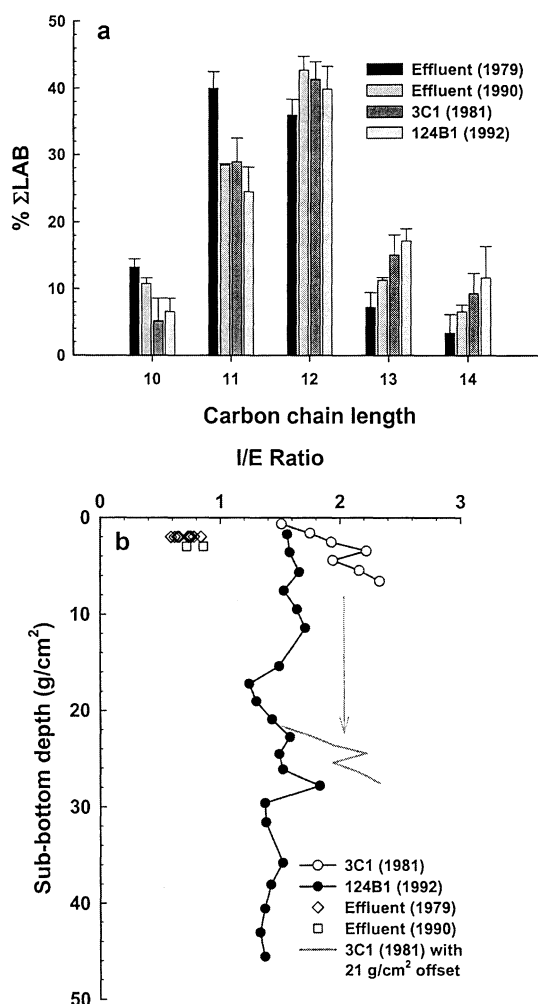 a
50
40
30
20
10
0
% ΣLAB
Effluent (1979)
Effluent (1990)
3C1 (1981)
124B1 (1992)
10 11 12 13 14
Carbon chain length
I/E Ratio
0 1 2 3
b
0
10
20
30
40
50
Sub-bottom depth (g/cm²)
3C1 (1981)
124B1 (1992)
Effluent (1979)
Effluent (1990)
3C1 (1981) with
21 g/cm² offset